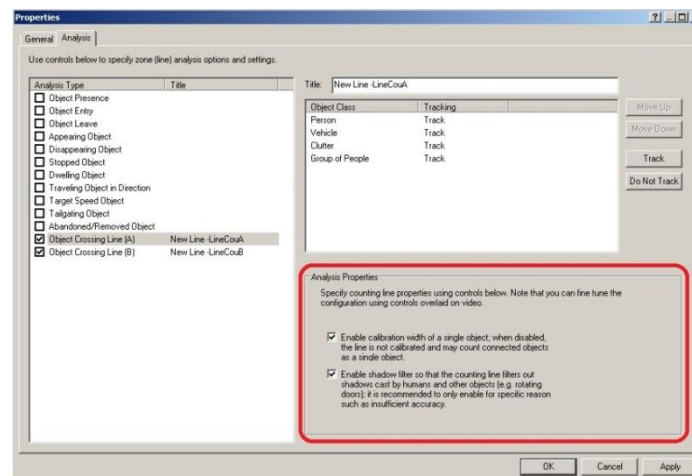 Properties
General Analysis
Use controls below to specify zone (line) analysis options and settings.
Analysis Type Title
Object Presence
Object Entry
Object Leave
Appearing Object
Disappearing Object
Stopped Object
Dwelling Object
Traveling Object in Direction
Target Speed Object
Tailgating Object
Abandoned/Removed Object
Object Crossing Line (A) New Line -LineCouA
Object Crossing Line (B) New Line -LineCouB
Title: New Line -LineCouA
Object Class Tracking
Person Track
Vehicle Track
Clutter Track
Group of People Track
Move Up
Move Down
Track
Do Not Track
Analysis Properties
Specify counting line properties using controls below. Note that you can fine tune the
configuration using controls overlaid on video.
Enable calibration width of a single object; when disabled,
the line is not calibrated and may count connected objects
as a single object.
Enable shadow filter so that the counting line filters out
shadows cast by humans and other objects (e.g. rotating
doors); it is recommended to only enable for specific reason
such as insufficient accuracy.
OK Cancel Apply